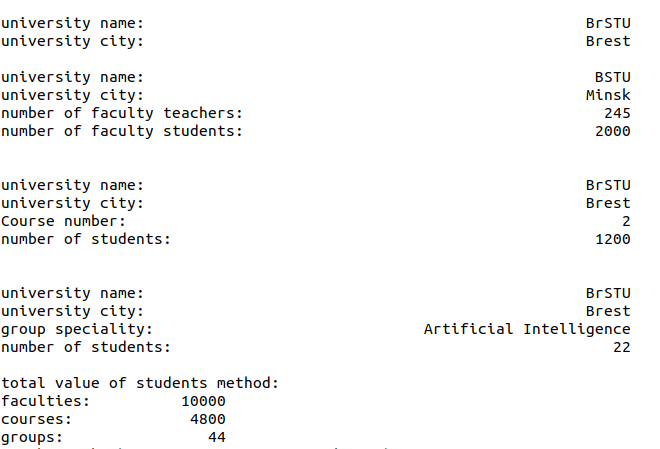 university name: BrSTU
university city: Brest
university name: BSTU
university city: Minsk
number of faculty teachers: 245
number of faculty students: 2000
university name: BrSTU
university city: Brest
Course number: 2
number of students: 1200
university name: BrSTU
university city: Brest
group speciality: Artificial Intelligence
number of students: 22
total value of students method:
faculties: 10000
courses: 4800
groups: 44